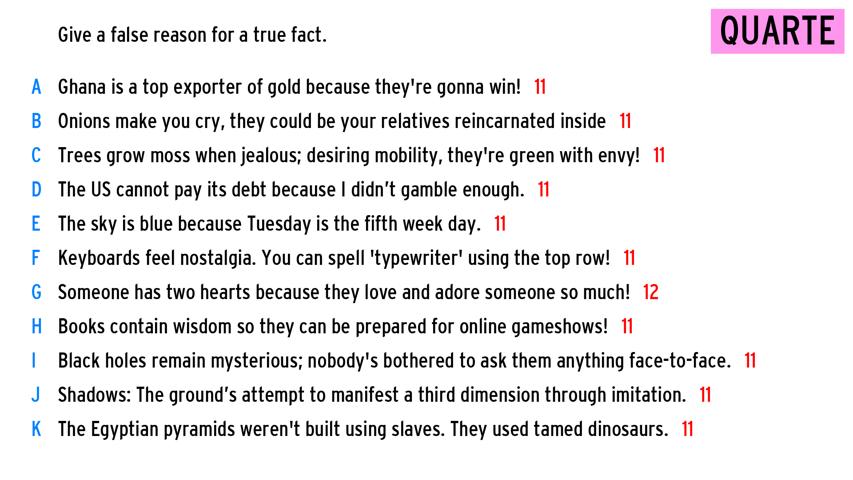 Give a false reason for a true fact.
QUARTE
A Ghana is a top exporter of gold because they're gonna win! 11
B Onions make you cry, they could be your relatives reincarnated inside 11
C Trees grow moss when jealous; desiring mobility, they're green with envy! 11
D The US cannot pay its debt because I didn’t gamble enough. 11
E The sky is blue because Tuesday is the fifth week day. 11
F Keyboards feel nostalgia. You can spell 'typewriter' using the top row! 11
G Someone has two hearts because they love and adore someone so much! 12
H Books contain wisdom so they can be prepared for online gameshows! 11
I Black holes remain mysterious; nobody's bothered to ask them anything face-to-face. 11
J Shadows: The ground’s attempt to manifest a third dimension through imitation. 11
K The Egyptian pyramids weren't built using slaves. They used tamed dinosaurs. 11